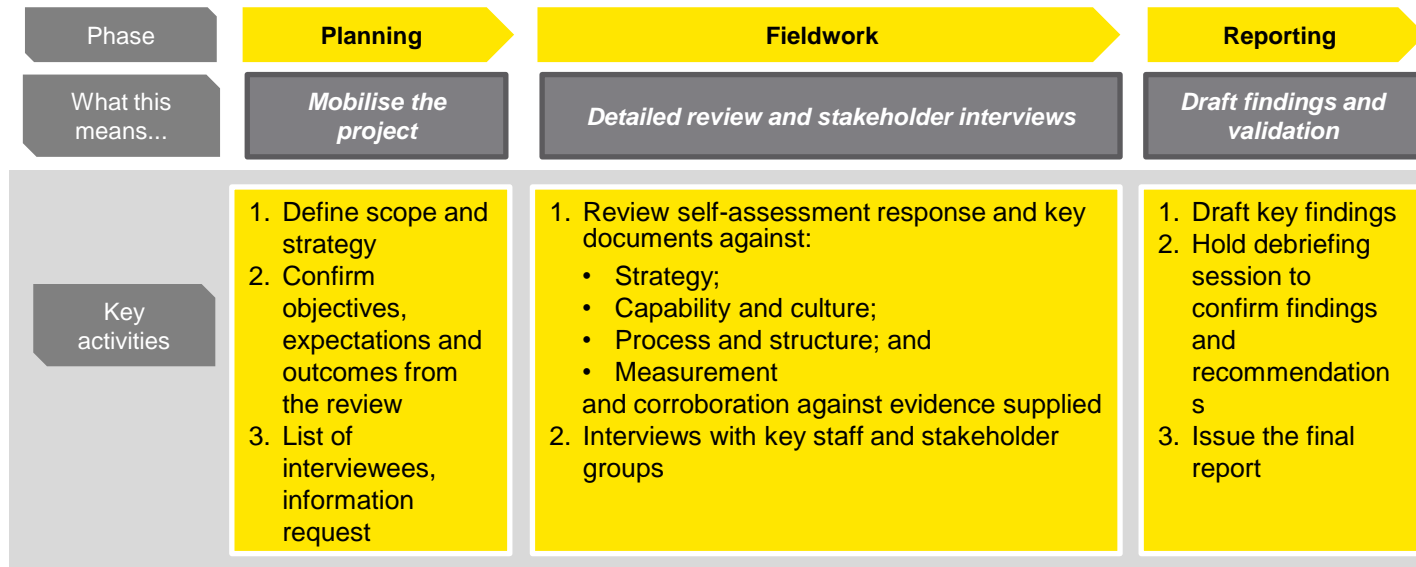 Phase
Planning
Fieldwork
Reporting
What this
means...
Mobilise the
project
Detailed review and stakeholder interviews
Draft findings and
validation
Key
activities
1. Define scope and
strategy
2. Confirm
objectives,
expectations and
outcomes from
the review
3. List of
interviewees,
information
request
1. Review self-assessment response and key
documents against:
• Strategy;
• Capability and culture;
• Process and structure; and
• Measurement
and corroboration against evidence supplied
2. Interviews with key staff and stakeholder
groups
1. Draft key findings
2. Hold debriefing
session to
confirm findings
and
recommendation
s
3. Issue the final
report